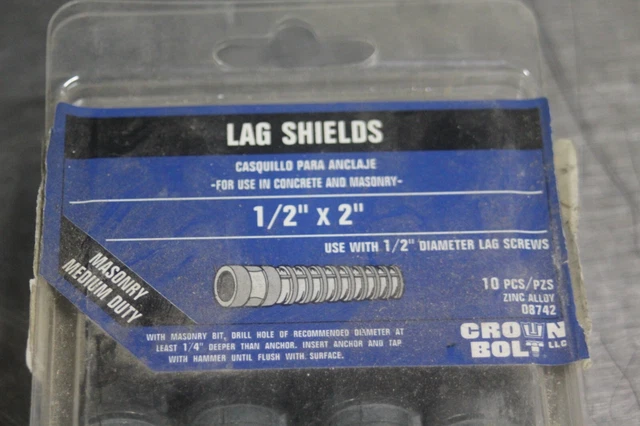 LAG SHIELDS
CASQUILLO PARA ANCLAJE
-FOR USE IN CONCRETE AND MASONRY-
1/2" X 2"
USE WITH 1/2" DIAMETER LAG SCREWS
MASONRY
MEDIUM DUTY
10 PCS/PZS
ZINC ALLOY
08742
WITH MASONRY BIT, DRILL HOLE OF RECOMMENDED DIAMETER AT
LEAST 1/4" DEEPER THAN ANCHOR. INSERT ANCHOR AND TAP
WITH HAMMER UNTIL FLUSH WITH SURFACE.
CROWN
BOLT LLC